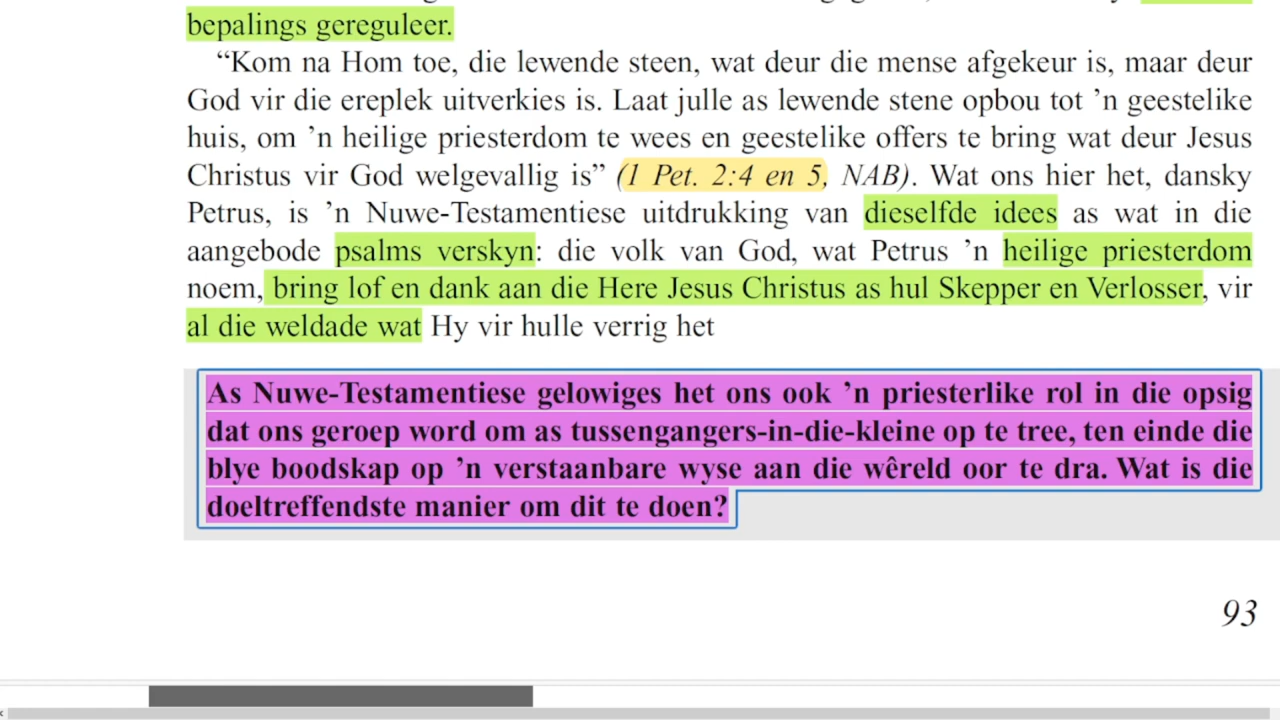 bepalings gereguleer.
“Kom na Hom toe, die lewende steen, wat deur die mense afgekeur is, maar deur
God vir die ereplek uitverkies is. Laat julle as lewende stene opbou tot ’n geestelike
huis, om ’n heilige priesterdom te wees en geestelike offers te bring wat deur Jesus
Christus vir God welgevallig is” (1 Pet. 2:4 en 5, NAB). Wat ons hier het, dansky
Petrus, is ’n Nuwe-Testamentiese uitdrukking van dieselfde idees as wat in die
aangebode psalms verskyn: die volk van God, wat Petrus ’n heilige priesterdom
noem, bring lof en dank aan die Here Jesus Christus as hul Skepper en Verlosser, vir
al die weldade wat Hy vir hulle verrig het
As Nuwe-Testamentiese gelowiges het ons ook ’n priesterlike rol in die opsig
dat ons geroep word om as tussengangers-in-die-kleine op te tree, ten einde die
blye boodskap op ’n verstaanbare wyse aan die wêreld oor te dra. Wat is die
doeltreffendste manier om dit te doen?
93